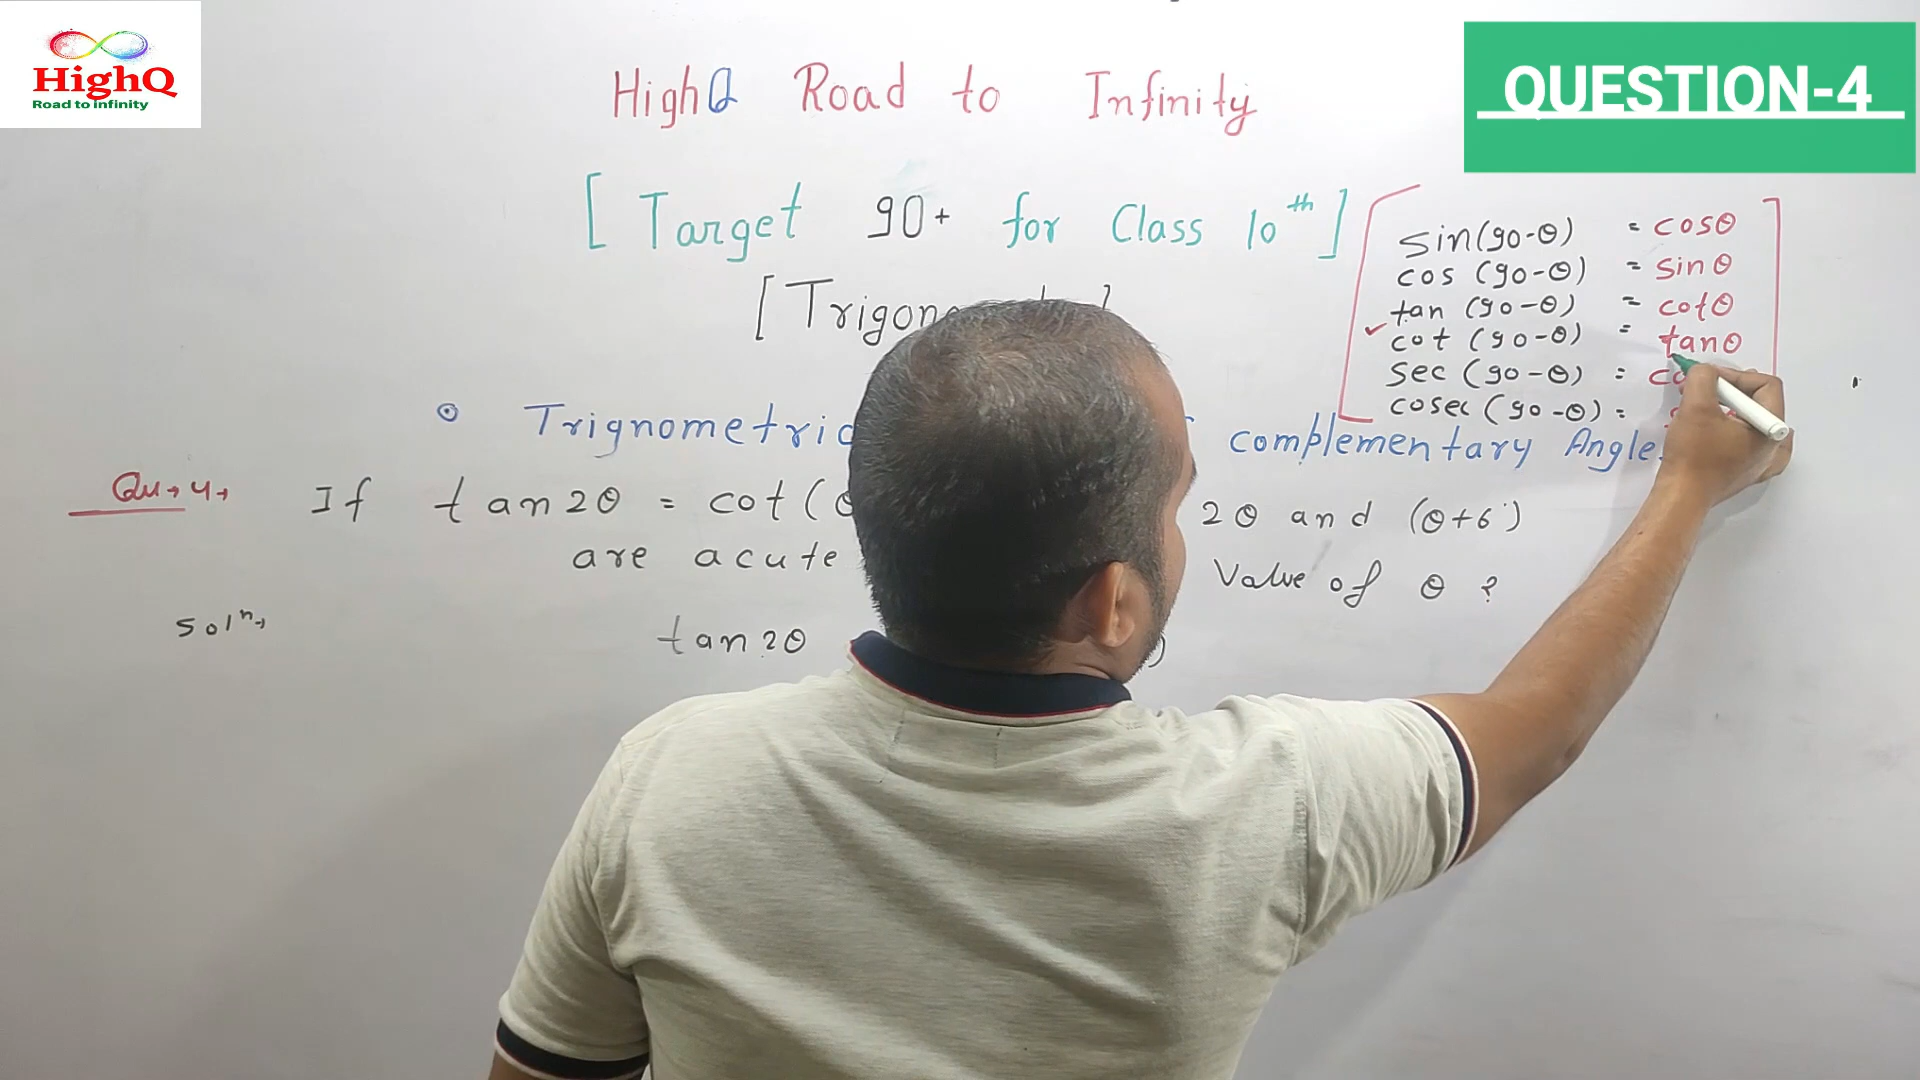 HighQ
Road to infinity
QUESTION-4
HighQ Road to Infinity
[ Target 90+ for Class 10th ]
[ Trigon ]
sin(90-θ) = cosθ
cos (90-θ) = sinθ
tan (90-θ) = cotθ
✓ cot (90-θ) = tanθ
sec (90-θ) = co
cosec (90-θ) =
Trignometric complementary Angle
Qu→ 4→ If tan2θ = cot(θ 2θ and (θ+6°)
are acute Value of θ ?
Solⁿ→ tan2θ )